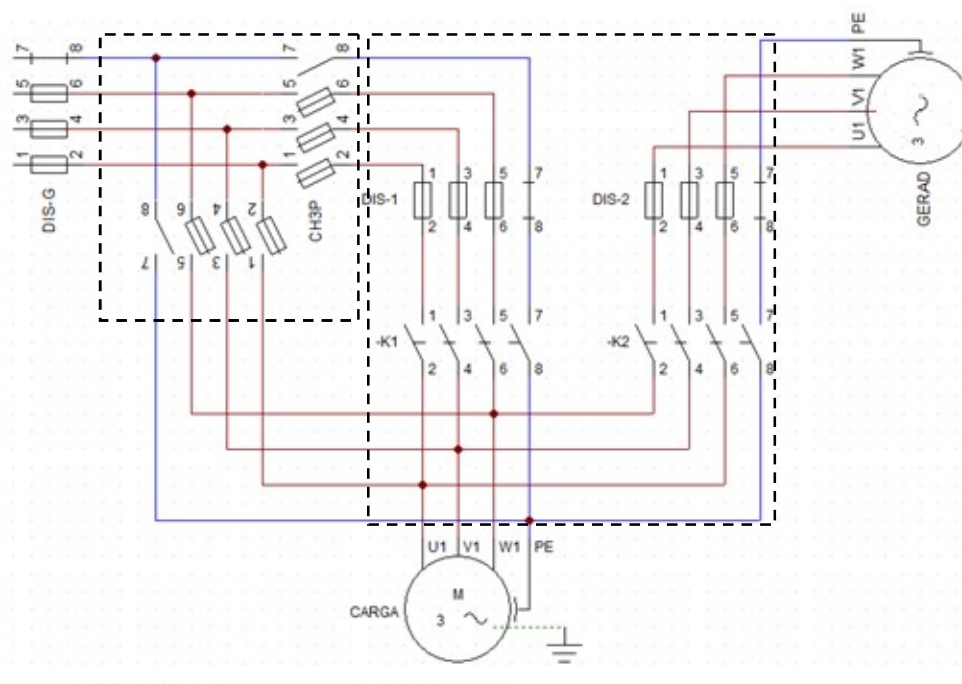 7 8 7 8
5 6 5 6
3 4 3 4
1 2 1 2
DIS-G
8 6 4 2
7 5 3 1
CH3P
DIS-1
1 3 5 7
2 4 6 8
DIS-2
1 3 5 7
2 4 6 8
PE
W1
V1
U1
3
GERAD
-K1
1 3 5 7
2 4 6 8
-K2
1 3 5 7
2 4 6 8
U1 V1 W1 PE
CARGA
M
3